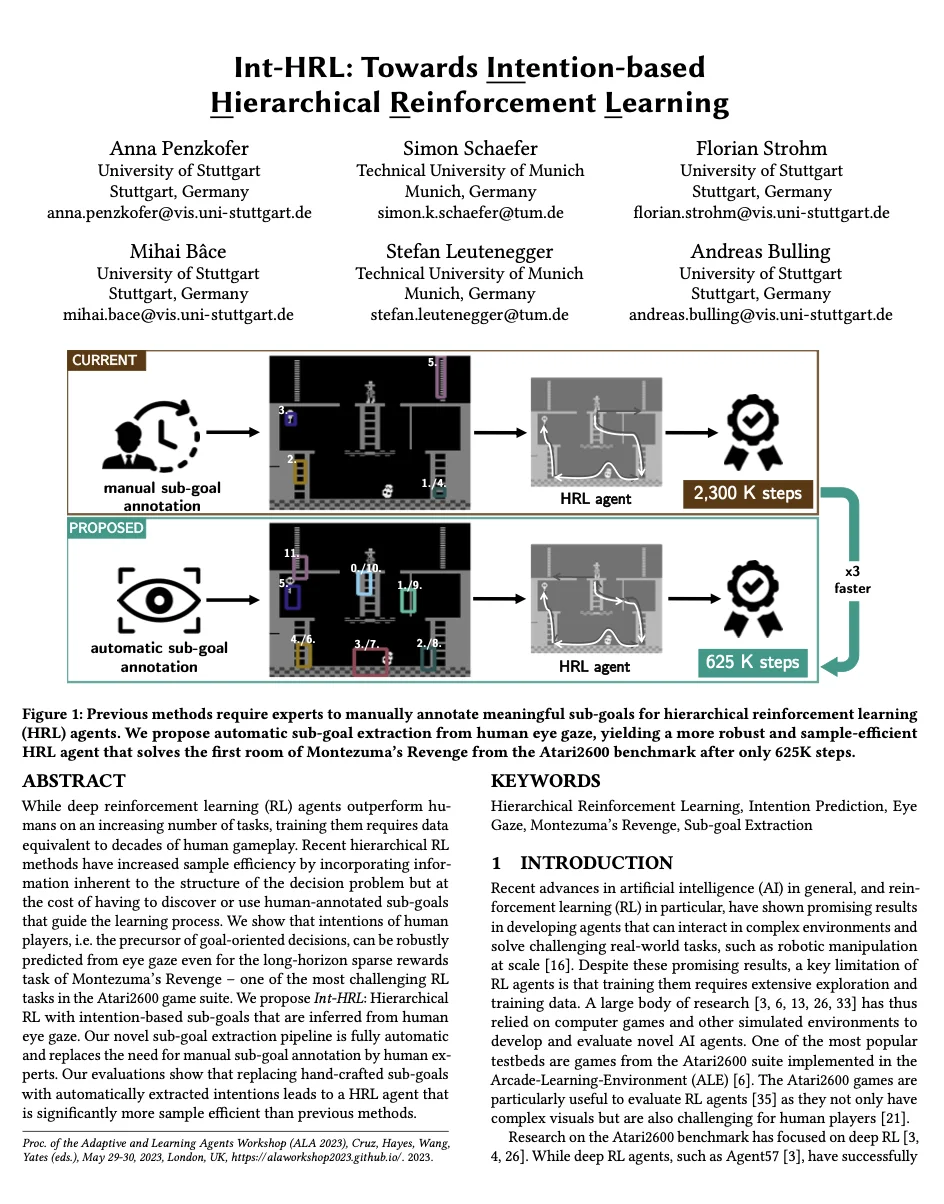 Int-HRL: Towards Intention-based
Hierarchical Reinforcement Learning
Anna Penzkofer
University of Stuttgart
Stuttgart, Germany
anna.penzkofer@vis.uni-stuttgart.de
Simon Schaefer
Technical University of Munich
Munich, Germany
simon.k.schaefer@tum.de
Florian Strohm
University of Stuttgart
Stuttgart, Germany
florian.strohm@vis.uni-stuttgart.de
Mihai Bâce
University of Stuttgart
Stuttgart, Germany
mihai.bace@vis.uni-stuttgart.de
Stefan Leutenegger
Technical University of Munich
Munich, Germany
stefan.leutenegger@tum.de
Andreas Bulling
University of Stuttgart
Stuttgart, Germany
andreas.bulling@vis.uni-stuttgart.de
CURRENT
manual sub-goal
annotation
5.
3.
2.
1./4.
HRL agent
2,300 K steps
PROPOSED
automatic sub-goal
annotation
11.
0./10.
5.
1./9.
4./6.
3./7.
2./8.
HRL agent
625 K steps
x3
faster
Figure 1: Previous methods require experts to manually annotate meaningful sub-goals for hierarchical reinforcement learning
(HRL) agents. We propose automatic sub-goal extraction from human eye gaze, yielding a more robust and sample-efficient
HRL agent that solves the first room of Montezuma's Revenge from the Atari2600 benchmark after only 625K steps.
ABSTRACT
While deep reinforcement learning (RL) agents outperform hu-
mans on an increasing number of tasks, training them requires data
equivalent to decades of human gameplay. Recent hierarchical RL
methods have increased sample efficiency by incorporating infor-
mation inherent to the structure of the decision problem but at
the cost of having to discover or use human-annotated sub-goals
that guide the learning process. We show that intentions of human
players, i.e. the precursor of goal-oriented decisions, can be robustly
predicted from eye gaze even for the long-horizon sparse rewards
task of Montezuma's Revenge – one of the most challenging RL
tasks in the Atari2600 game suite. We propose Int-HRL: Hierarchical
RL with intention-based sub-goals that are inferred from human
eye gaze. Our novel sub-goal extraction pipeline is fully automatic
and replaces the need for manual sub-goal annotation by human ex-
perts. Our evaluations show that replacing hand-crafted sub-goals
with automatically extracted intentions leads to a HRL agent that
is significantly more sample efficient than previous methods.
Proc. of the Adaptive and Learning Agents Workshop (ALA 2023), Cruz, Hayes, Wang,
Yates (eds.), May 29-30, 2023, London, UK, https://alaworkshop2023.github.io/. 2023.
KEYWORDS
Hierarchical Reinforcement Learning, Intention Prediction, Eye
Gaze, Montezuma's Revenge, Sub-goal Extraction
1 INTRODUCTION
Recent advances in artificial intelligence (AI) in general, and rein-
forcement learning (RL) in particular, have shown promising results
in developing agents that can interact in complex environments and
solve challenging real-world tasks, such as robotic manipulation
at scale [16]. Despite these promising results, a key limitation of
RL agents is that training them requires extensive exploration and
training data. A large body of research [3, 6, 13, 26, 33] has thus
relied on computer games and other simulated environments to
develop and evaluate novel AI agents. One of the most popular
testbeds are games from the Atari2600 suite implemented in the
Arcade-Learning-Environment (ALE) [6]. The Atari2600 games are
particularly useful to evaluate RL agents [35] as they not only have
complex visuals but are also challenging for human players [21].
Research on the Atari2600 benchmark has focused on deep RL [3,
4, 26]. While deep RL agents, such as Agent57 [3], have successfully